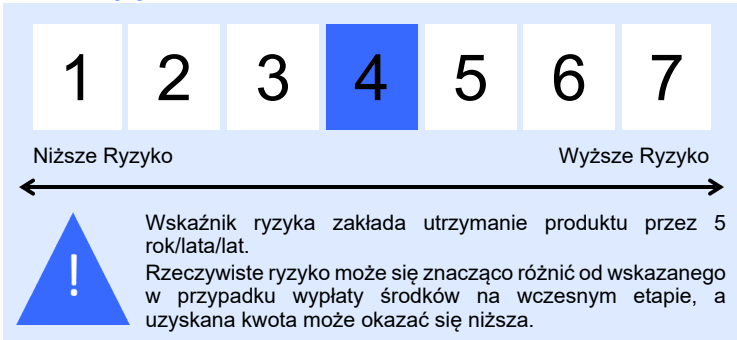 1 2 3 4 5 6 7
Niższe Ryzyko Wyższe Ryzyko
!
Wskaźnik ryzyka zakłada utrzymanie produktu przez 5
rok/lata/lat.
Rzeczywiste ryzyko może się znacząco różnić od wskazanego
w przypadku wypłaty środków na wczesnym etapie, a
uzyskana kwota może okazać się niższa.